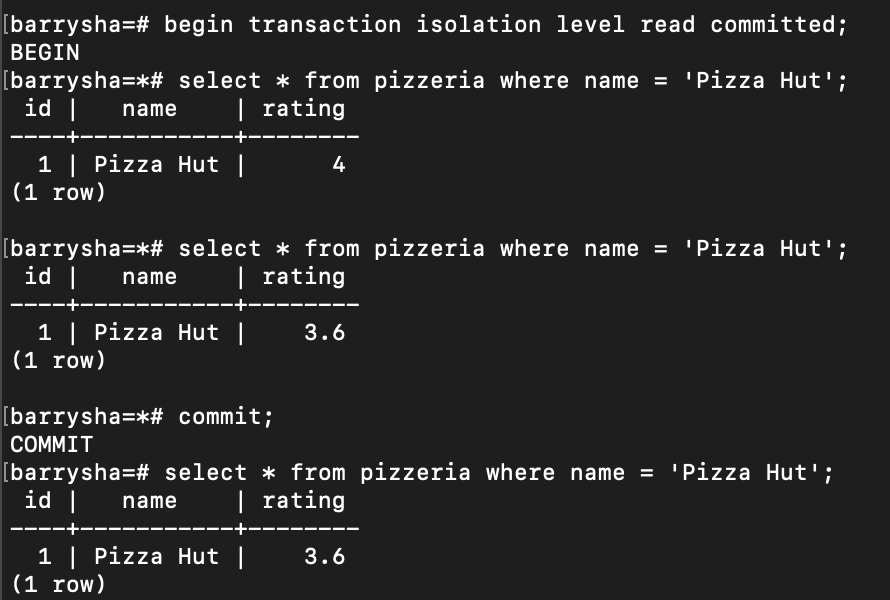 [barrysha=# begin transaction isolation level read committed;
BEGIN
[barrysha=*# select * from pizzeria where name = 'Pizza Hut';
 id |   name    | rating
----+-----------+--------
  1 | Pizza Hut |      4
(1 row)

[barrysha=*# select * from pizzeria where name = 'Pizza Hut';
 id |   name    | rating
----+-----------+--------
  1 | Pizza Hut |    3.6
(1 row)

[barrysha=*# commit;
COMMIT
[barrysha=# select * from pizzeria where name = 'Pizza Hut';
 id |   name    | rating
----+-----------+--------
  1 | Pizza Hut |    3.6
(1 row)